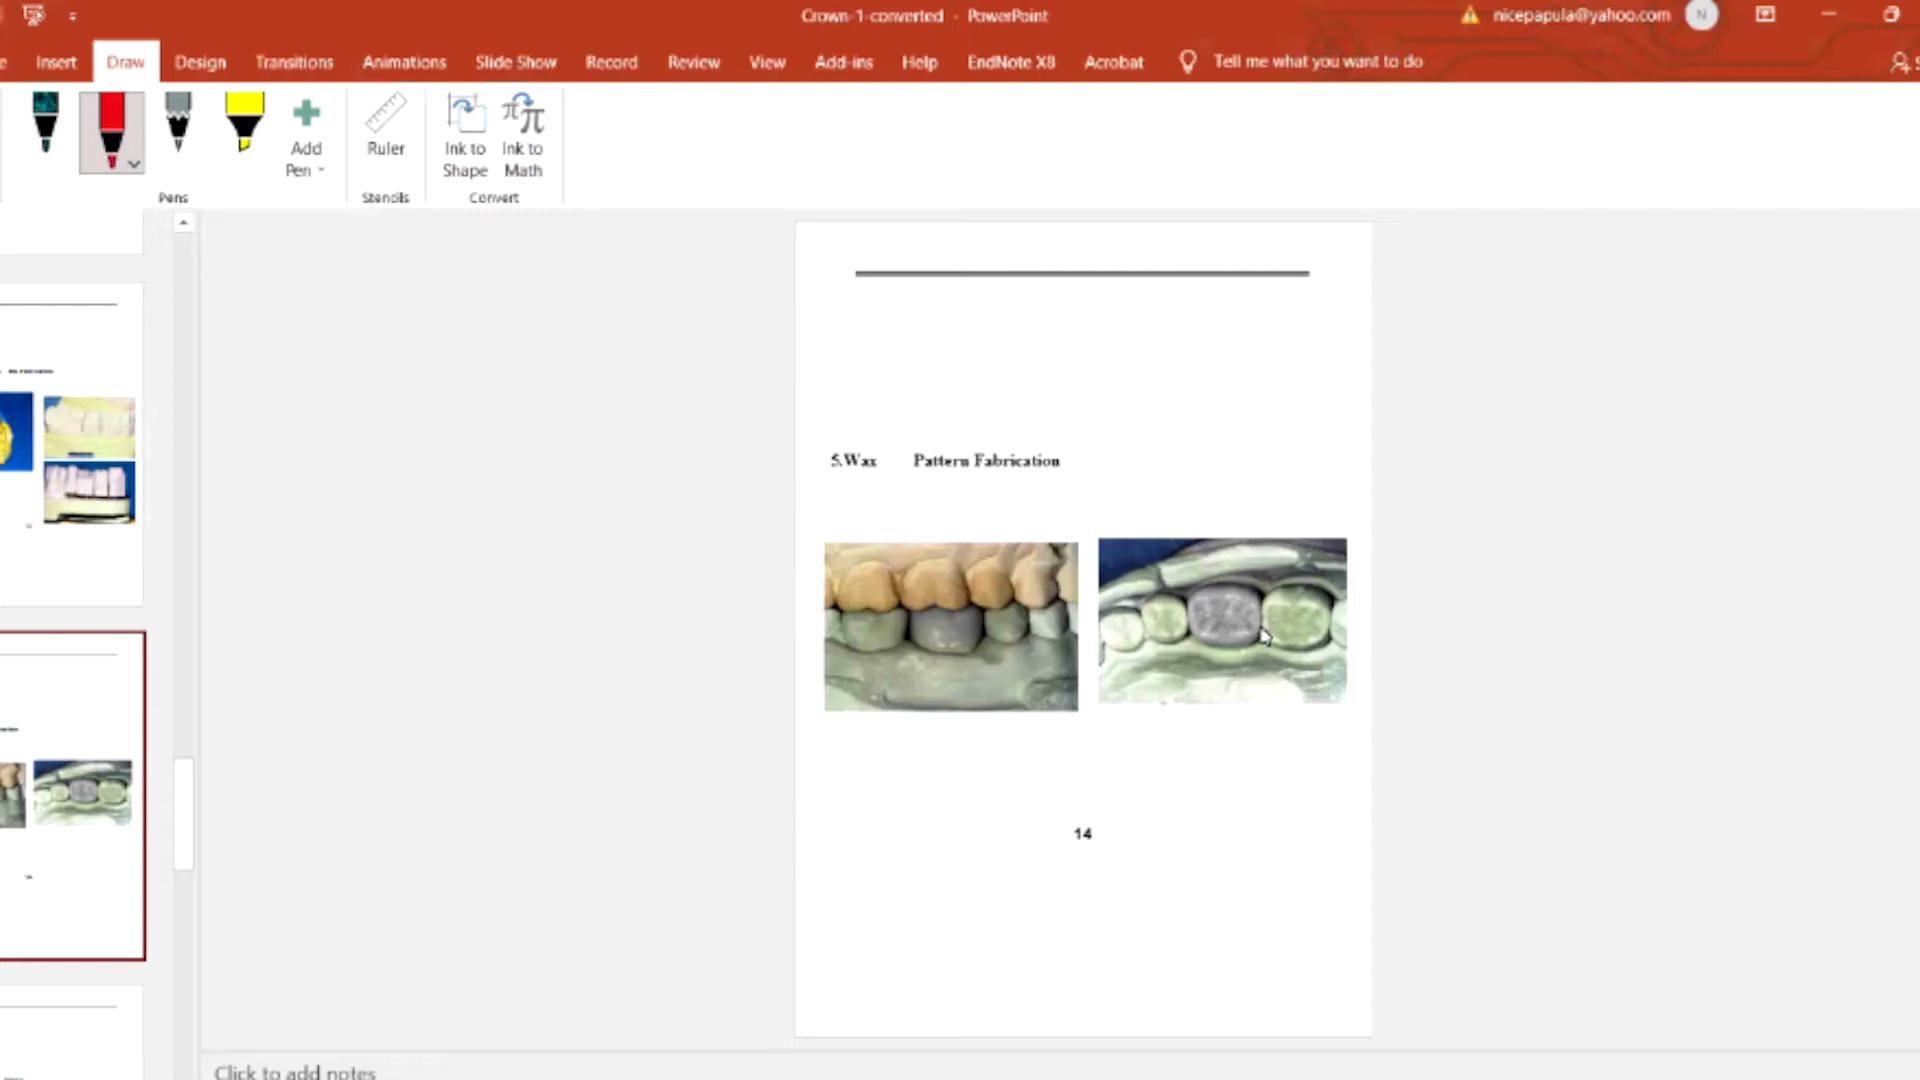 Crown-1-converted - PowerPoint
nicepapula@yahoo.com
N
Insert
Draw
Design
Transitions
Animations
Slide Show
Record
Review
View
Add-ins
Help
EndNote X8
Acrobat
Tell me what you want to do
Add
Pen
Ruler
Ink to
Shape
Ink to
Math
Pens
Stencils
Convert
5.Wax Pattern Fabrication
14
Click to add notes